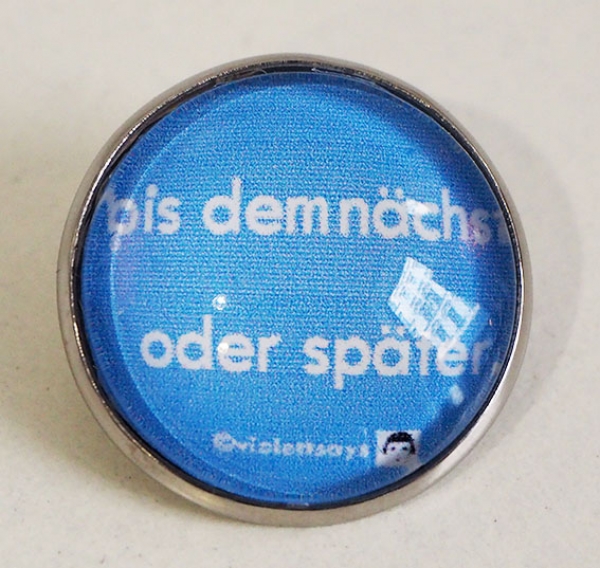 bis demnächst
oder später.
©violettsays